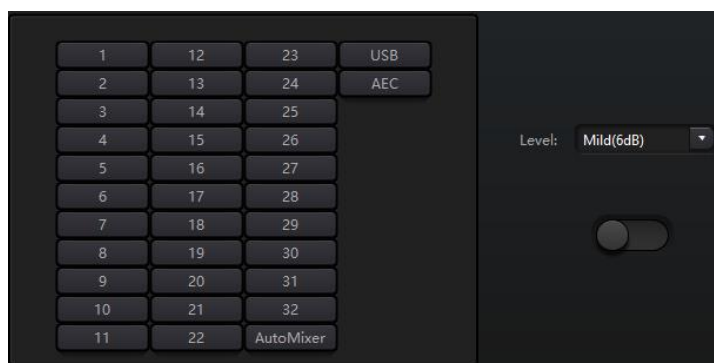 1 12 23 USB
2 13 24 AEC
3 14 25
4 15 26 Level: Mild(6dB)
5 16 27
6 17 28
7 18 29
8 19 30
9 20 31
10 21 32
11 22 AutoMixer